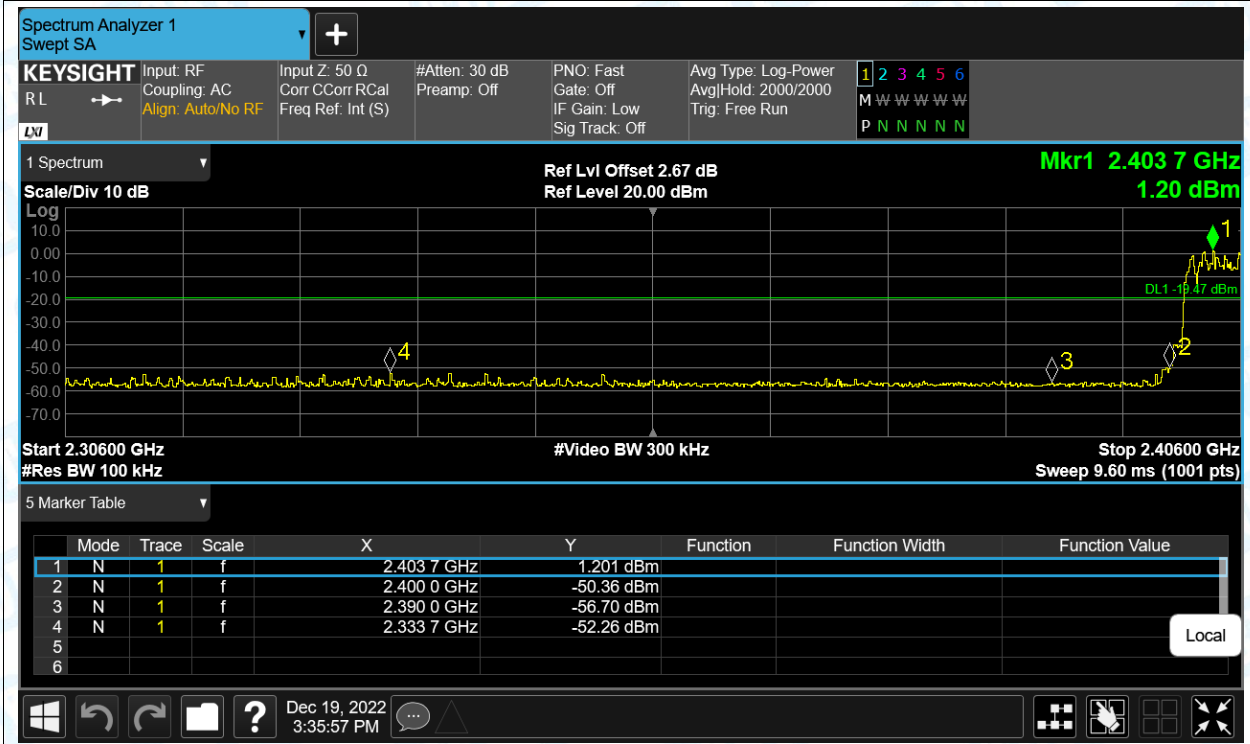 Spectrum Analyzer 1
Swept SA
+
KEYSIGHT Input: RF Input Z: 50 Ω #Atten: 30 dB PNO: Fast Avg Type: Log-Power 1 2 3 4 5 6
R L Coupling: AC Corr CCorr RCal Preamp: Off Gate: Off Avg|Hold: 2000/2000 M W W W W W
Align: Auto/No RF Freq Ref: Int (S) IF Gain: Low Trig: Free Run
LXI Sig Track: Off P N N N N N
1 Spectrum
Ref Lvl Offset 2.67 dB Mkr1 2.403 7 GHz
Scale/Div 10 dB Ref Level 20.00 dBm 1.20 dBm
Log
10.0 1
0.00
-10.0
-20.0 DL1 -19.47 dBm
-30.0
-40.0 4 3 2
-50.0
-60.0
-70.0
Start 2.30600 GHz #Video BW 300 kHz Stop 2.40600 GHz
#Res BW 100 kHz Sweep 9.60 ms (1001 pts)
5 Marker Table
Mode Trace Scale X Y Function Function Width Function Value
1 N 1 f 2.403 7 GHz 1.201 dBm
2 N 1 f 2.400 0 GHz -50.36 dBm
3 N 1 f 2.390 0 GHz -56.70 dBm
4 N 1 f 2.333 7 GHz -52.26 dBm
5
6
Local
? Dec 19, 2022
3:35:57 PM